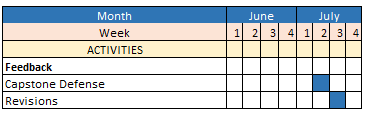 Month June July
Week 1 2 3 4 1 2 3 4
ACTIVITIES
Feedback
Capstone Defense
Revisions